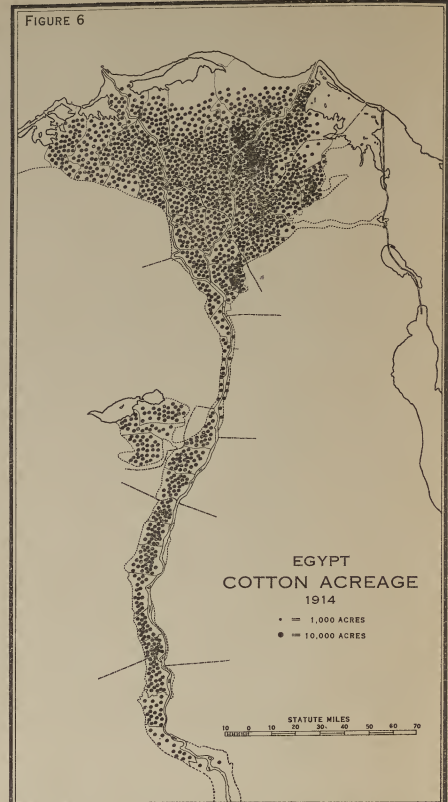 FIGURE 6
EGYPT
COTTON ACREAGE
1914
• = 1,000 ACRES
● = 10,000 ACRES
STATUTE MILES
10 0 10 20 30 40 50 60 70